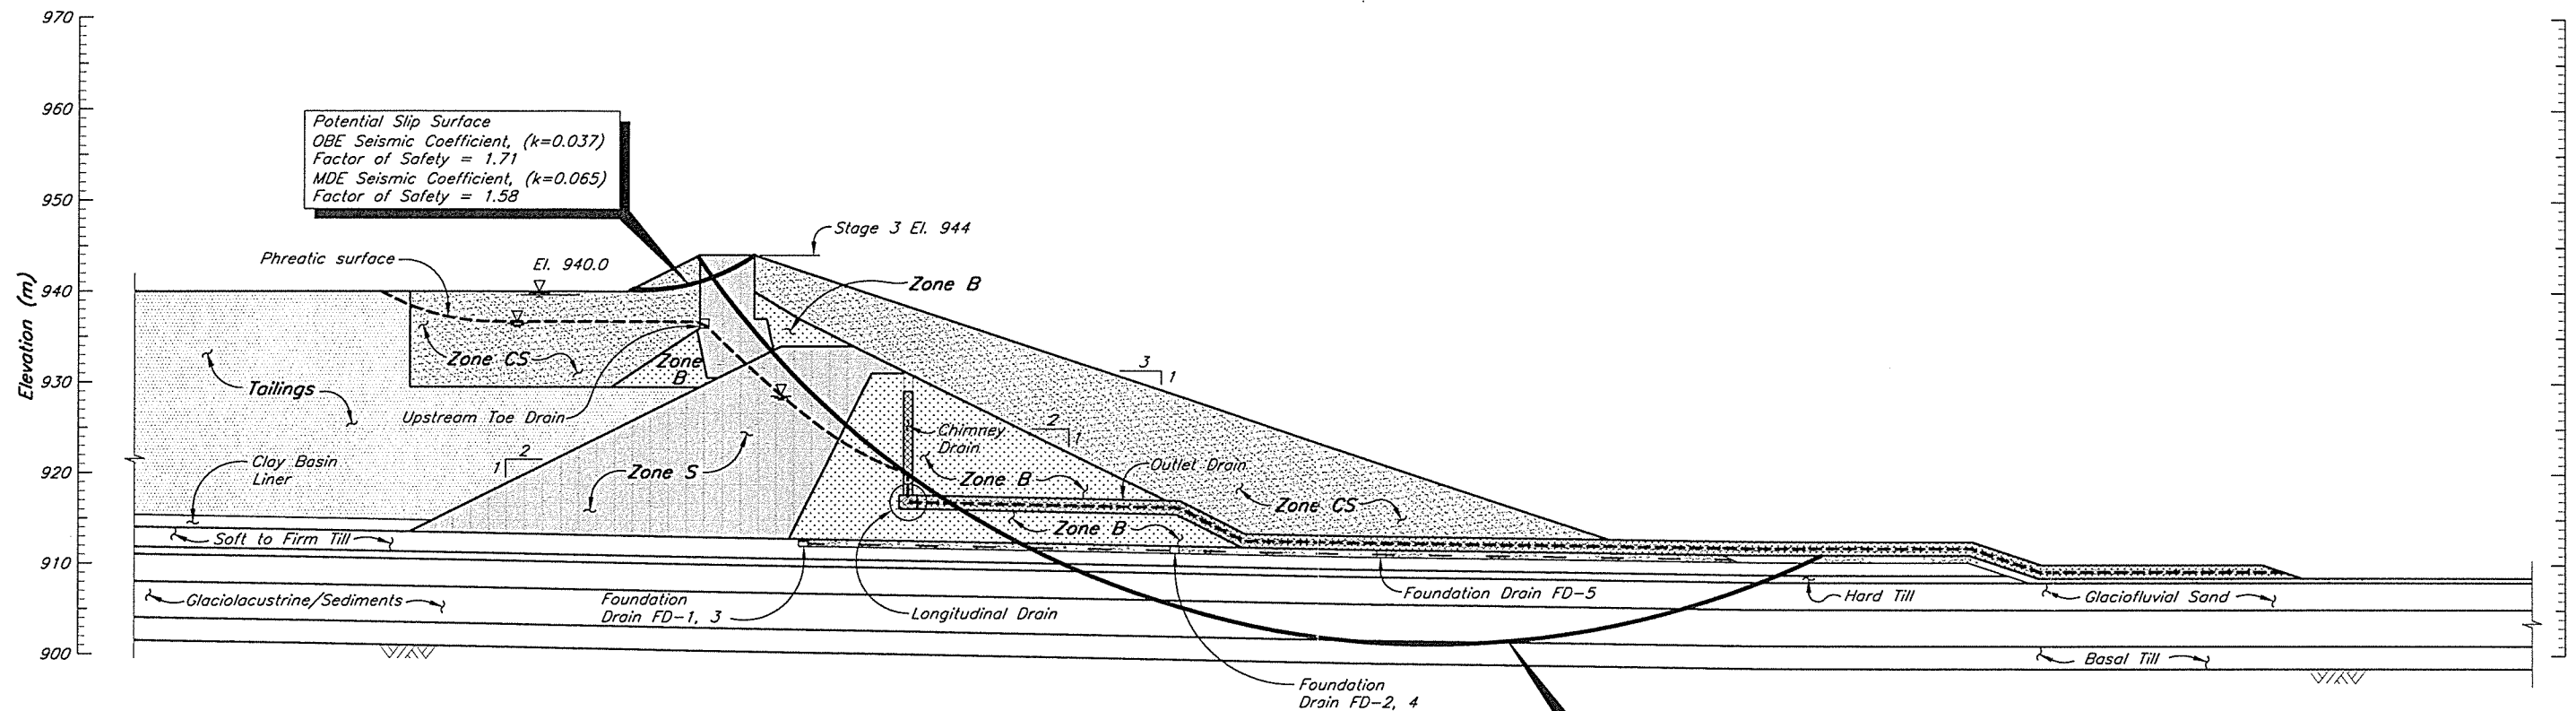 970
960
950
940
930
920
910
900
Elevation (m)
Potential Slip Surface
OBE Seismic Coefficient, (k=0.037)
Factor of Safety = 1.71
MDE Seismic Coefficient, (k=0.065)
Factor of Safety = 1.58
Stage 3 El. 944
Phreatic surface
El. 940.0
Zone B
Zone CS
Zone
B
3
1
Tailings
Upstream Toe Drain
2
1
Chimney
Drain
Clay Basin
Liner
1
2
Zone S
Zone B
Outlet Drain
Zone CS
Zone B
Soft to Firm Till
Glaciolacustrine/Sediments
Foundation
Drain FD-1, 3
Longitudinal Drain
Foundation Drain FD-5
Hard Till
Glaciofluvial Sand
Basal Till
Foundation
Drain FD-2, 4